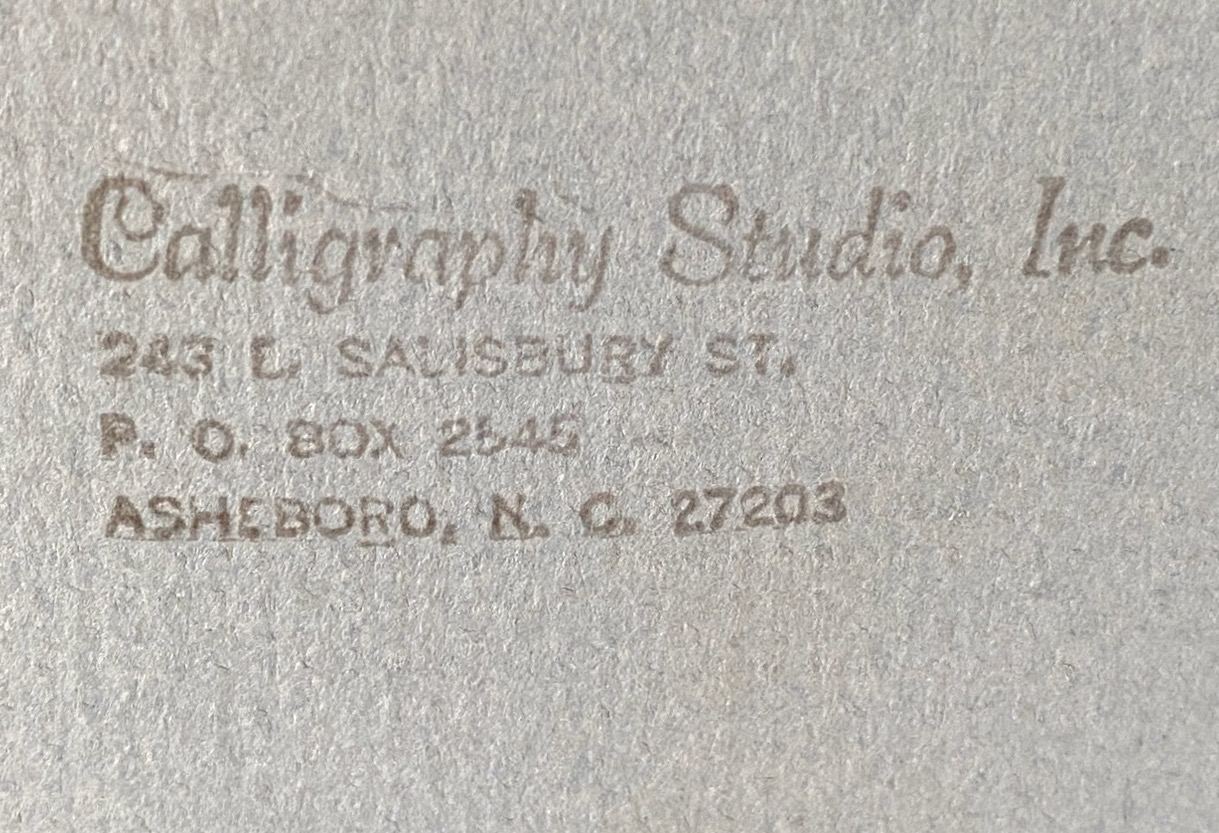 Calligraphy Studio, Inc.
243 E. SALISBURY ST.
P. O. BOX 2545
ASHEBORO, N. C. 27203